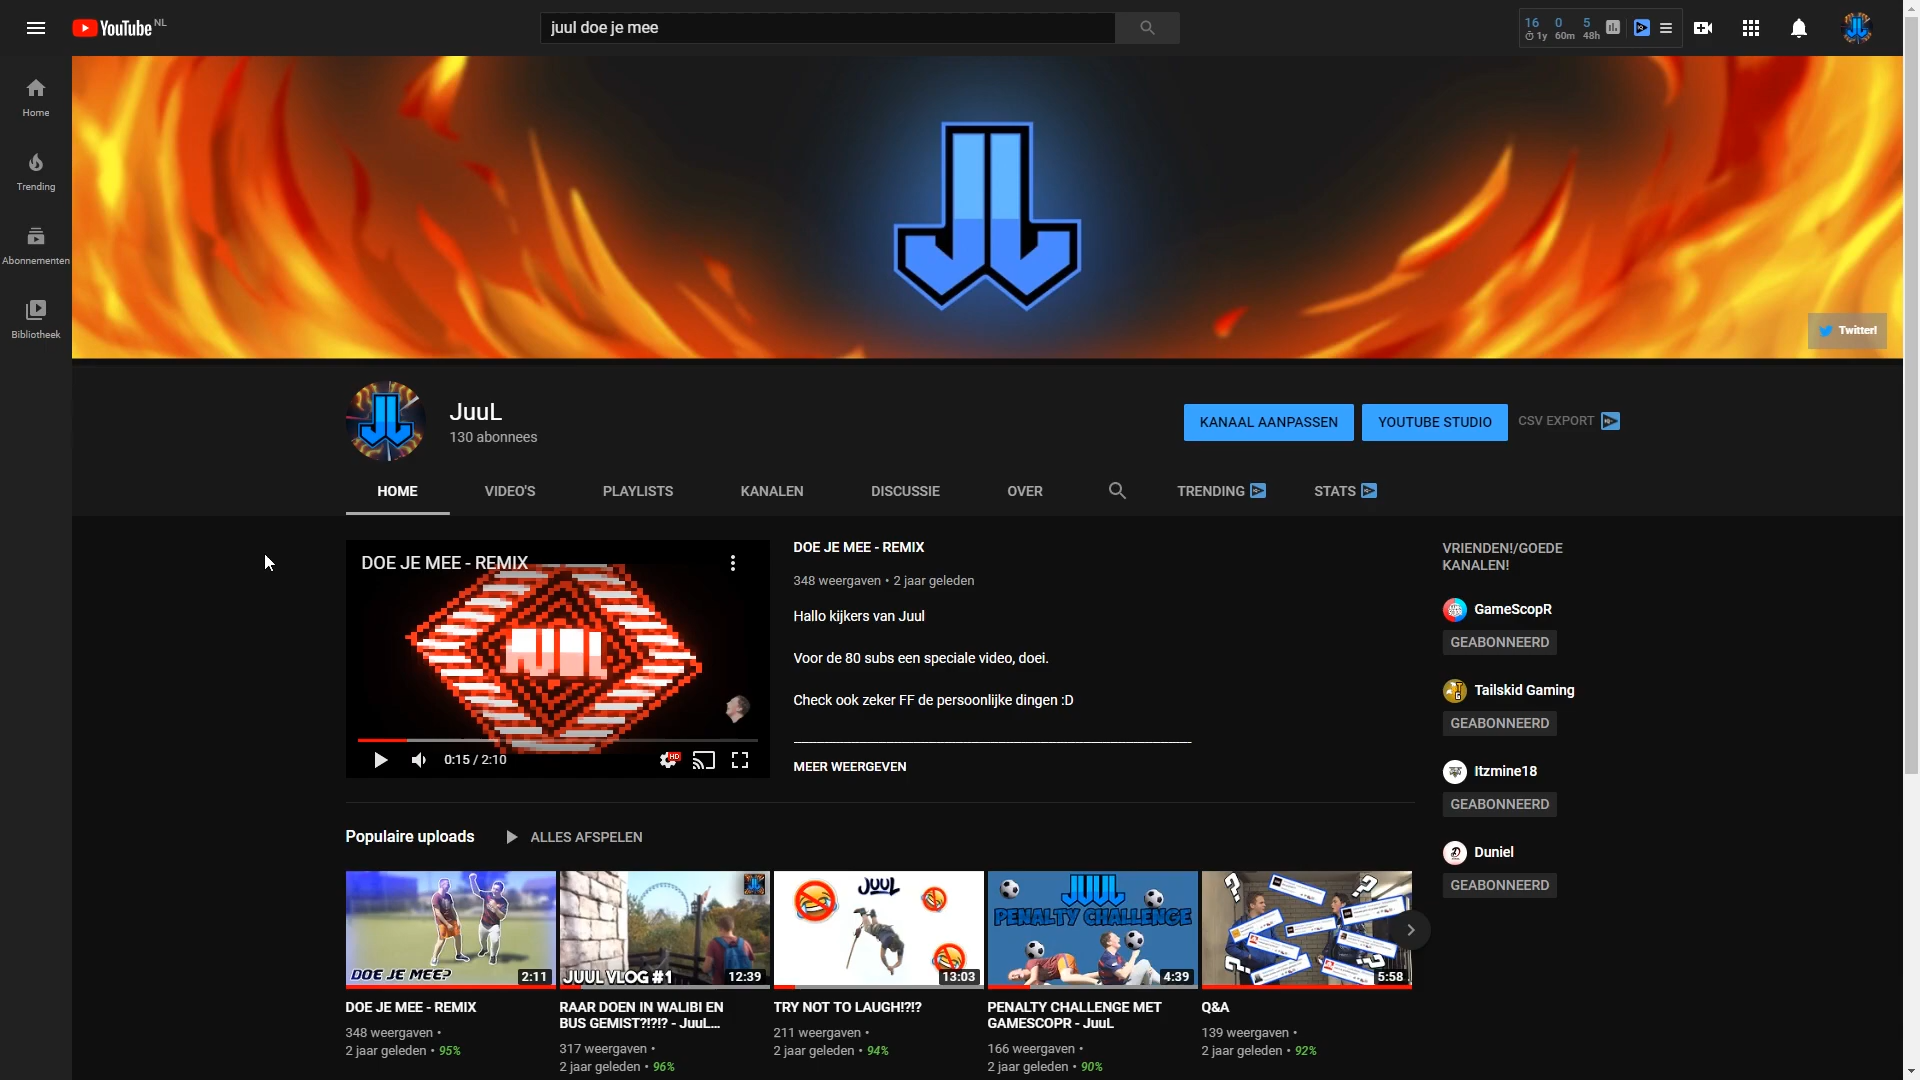 YouTube NL
juul doe je mee
16 0 5
1y 60m 48h
Home
Trending
Abonnementen
Bibliotheek
Twitter!
JuuL
130 abonnees
KANAAL AANPASSEN
YOUTUBE STUDIO
CSV EXPORT
HOME
VIDEO'S
PLAYLISTS
KANALEN
DISCUSSIE
OVER
TRENDING
STATS
DOE JE MEE - REMIX
JUUL
HD
0:15 / 2:10
DOE JE MEE - REMIX
348 weergaven • 2 jaar geleden
Hallo kijkers van Juul
Voor de 80 subs een speciale video, doei.
Check ook zeker FF de persoonlijke dingen :D
MEER WEERGEVEN
VRIENDEN!/GOEDE
KANALEN!
GameScopR
GEABONNEERD
Tailskid Gaming
GEABONNEERD
Itzmine18
GEABONNEERD
Duniel
GEABONNEERD
Populaire uploads
ALLES AFSPELEN
DOE JE MEE?
2:11
DOE JE MEE - REMIX
348 weergaven •
2 jaar geleden • 95%
JUUL VLOG #1
12:39
RAAR DOEN IN WALIBI EN
BUS GEMIST?!?!? - JuuL...
317 weergaven •
2 jaar geleden • 96%
JUUL
13:03
TRY NOT TO LAUGH!?!?
211 weergaven •
2 jaar geleden • 94%
JUUL
PENALTY CHALLENGE
4:39
PENALTY CHALLENGE MET
GAMESCOPR - JuuL
166 weergaven •
2 jaar geleden • 90%
5:58
Q&A
139 weergaven •
2 jaar geleden • 92%